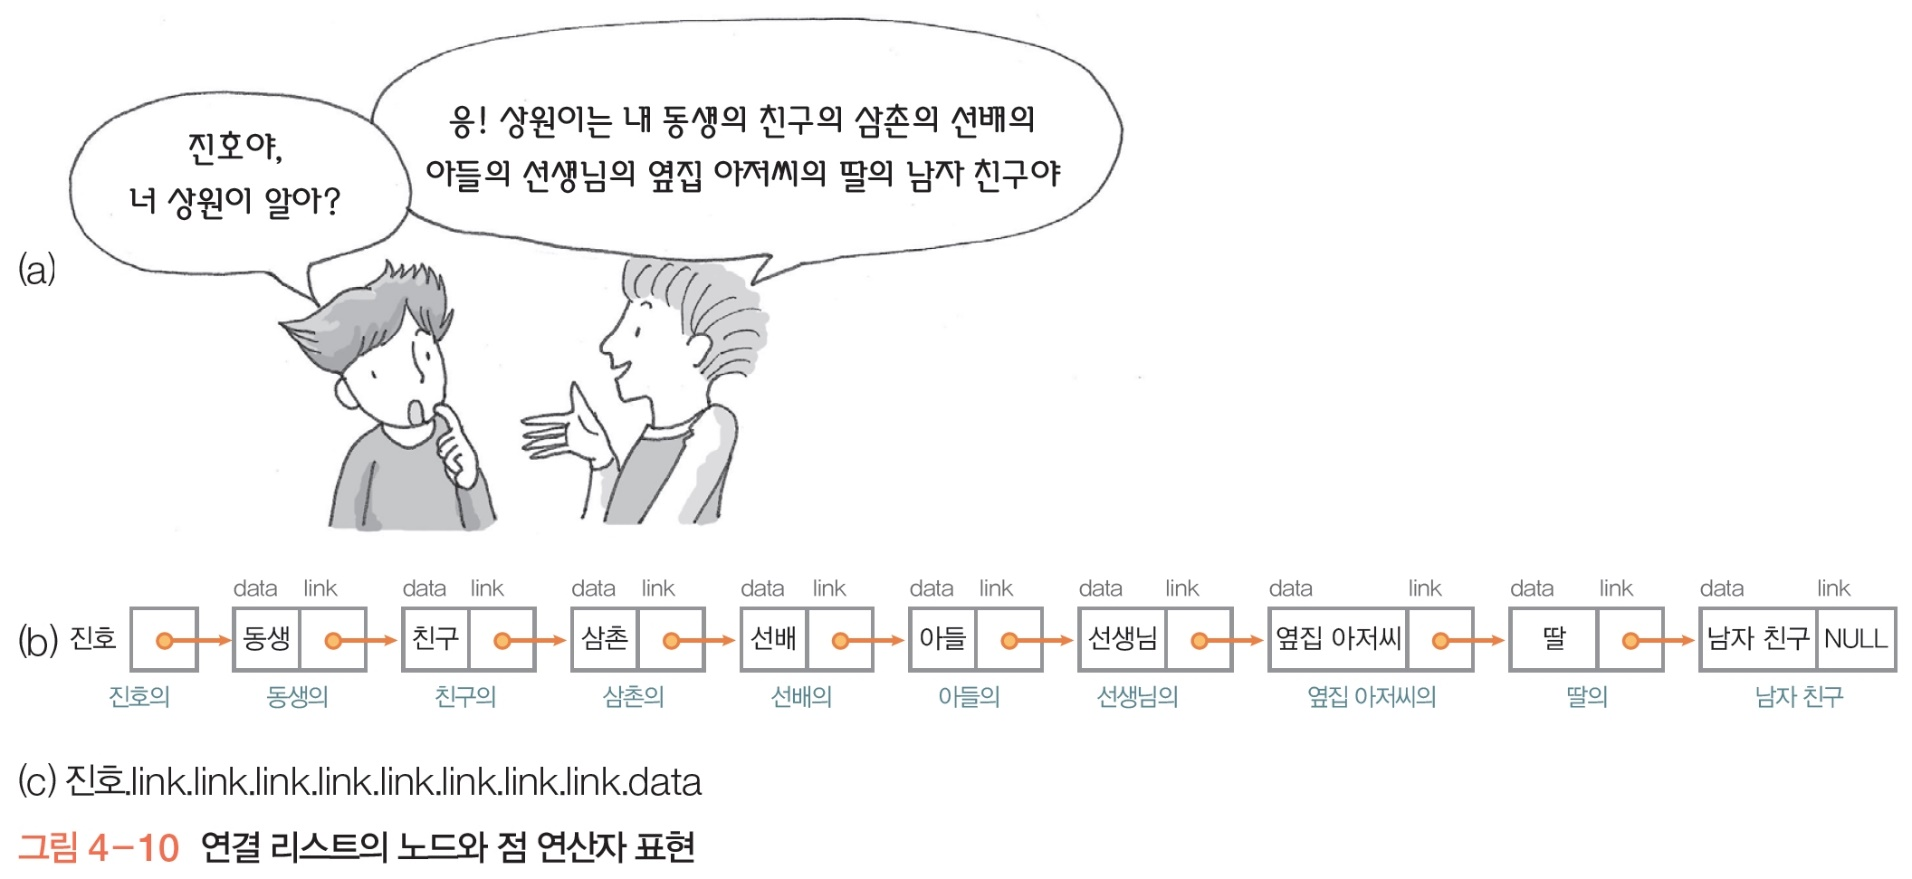 진호야,
너 상원이 알아?
응! 상원이는 내 동생의 친구의 삼촌의 선배의
아들의 선생님의 옆집 아저씨의 딸의 남자 친구야
(a)
data link data link data link data link data link data link data link data link data link
(b) 진호 동생 친구 삼촌 선배 아들 선생님 옆집 아저씨 딸 남자 친구 NULL
진호의 동생의 친구의 삼촌의 선배의 아들의 선생님의 옆집 아저씨의 딸의 남자 친구
(c) 진호.link.link.link.link.link.link.link.link.data
그림 4-10 연결 리스트의 노드와 점 연산자 표현